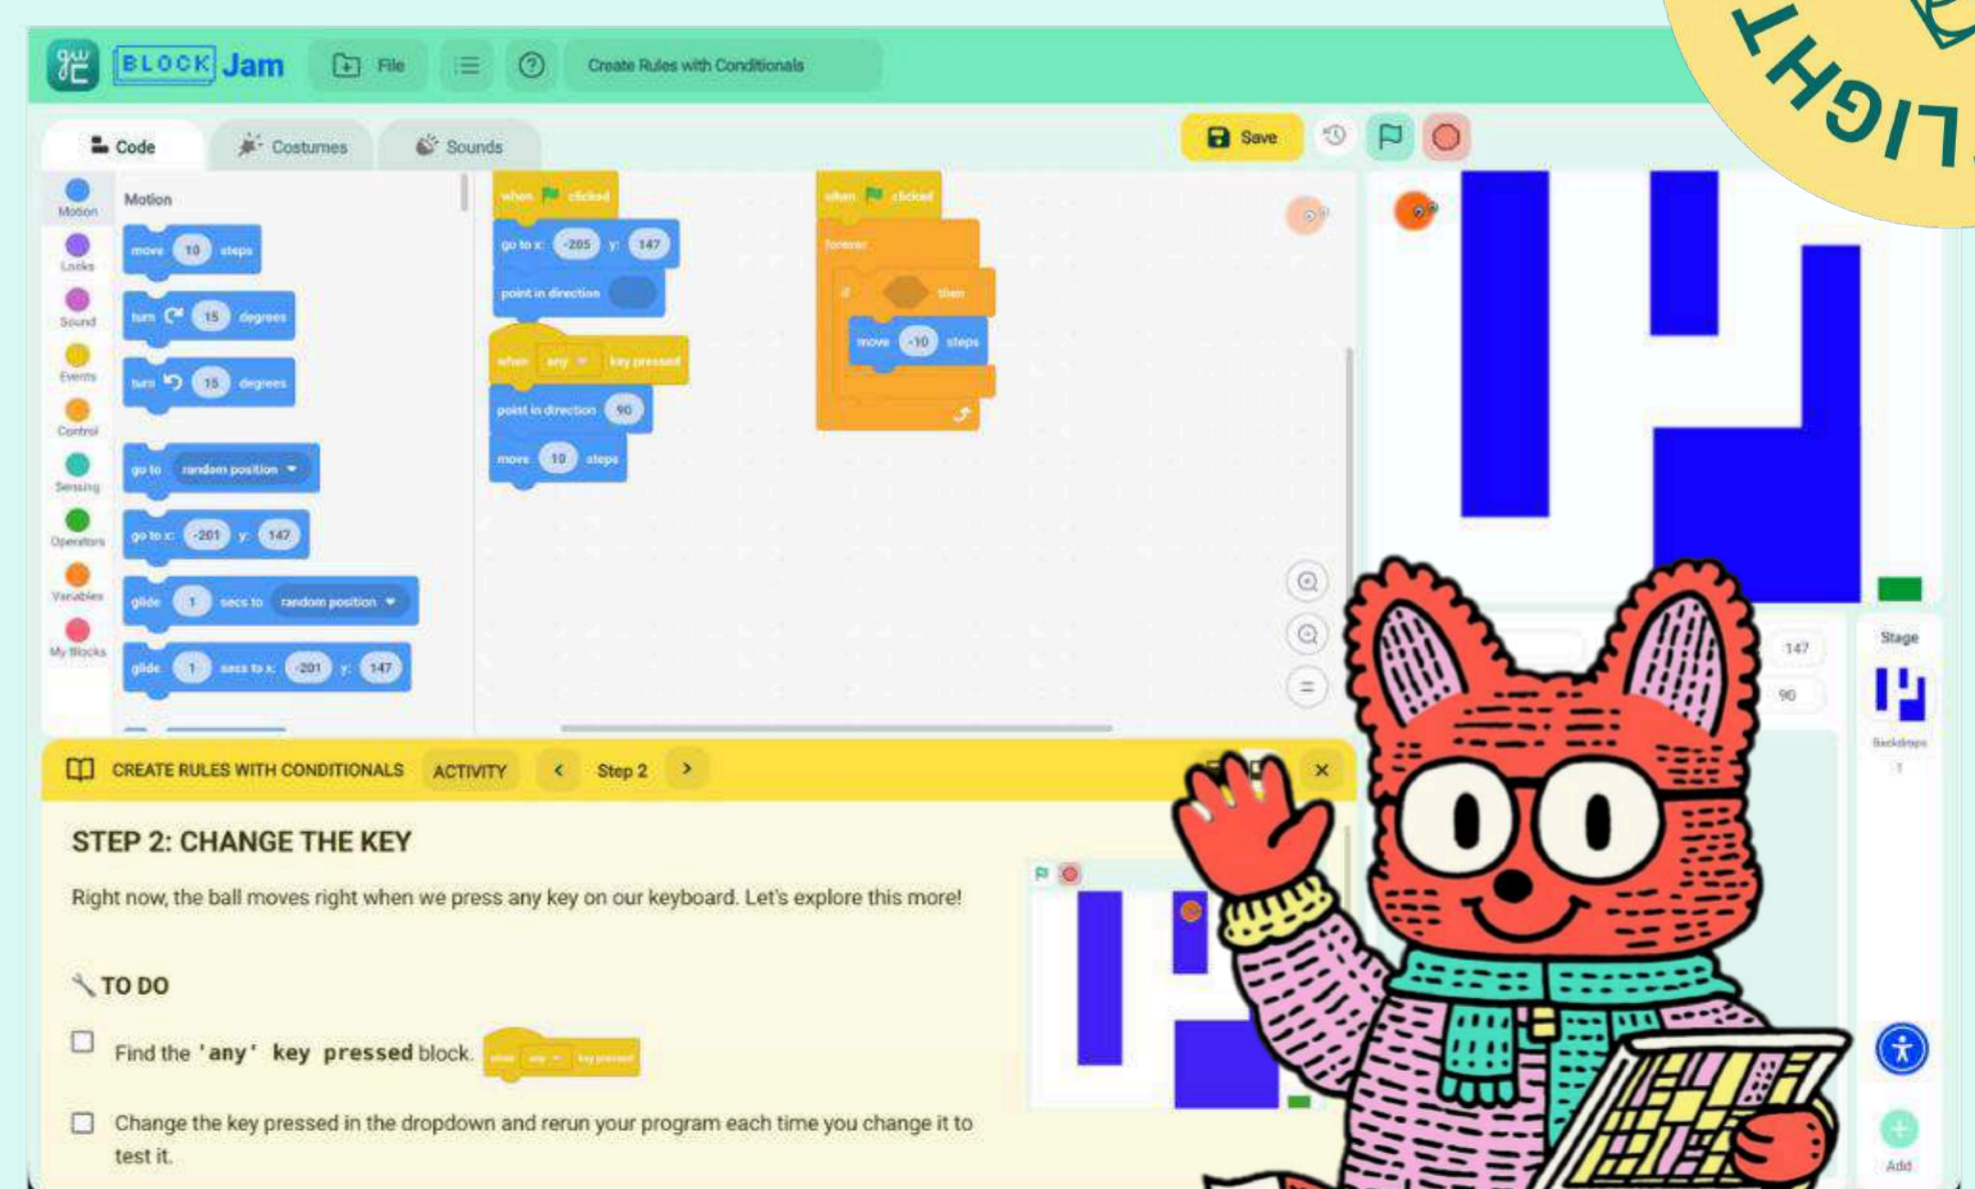 gwc BLOCK Jam File Create Rules with Conditionals
LIGHT
Code Costumes Sounds Save
Motion
Looks
Sound
Events
Control
Sensing
Operators
Variables
My Blocks
Motion
move 10 steps
turn 15 degrees
turn 15 degrees
go to random position
go to x: -201 y: 147
glide 1 secs to random position
glide 1 secs to x: -201 y: 147
when clicked
go to x: -205 y: 147
point in direction
when any key pressed
point in direction 90
move 10 steps
when clicked
forever
if then
move -10 steps
147
90
Stage
Backdrops
1
Add
CREATE RULES WITH CONDITIONALS ACTIVITY < Step 2 >
STEP 2: CHANGE THE KEY
Right now, the ball moves right when we press any key on our keyboard. Let's explore this more!
TO DO
Find the 'any' key pressed block. when any key pressed
Change the key pressed in the dropdown and rerun your program each time you change it to
test it.